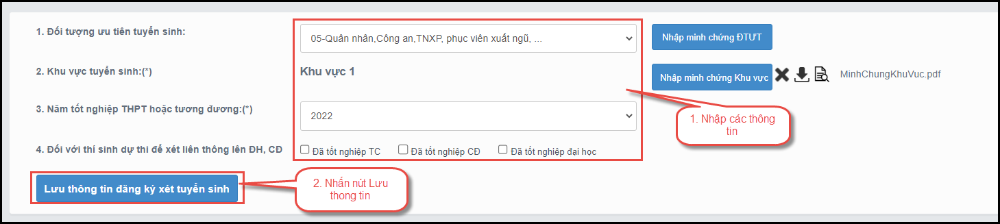 1. Đối tượng ưu tiên tuyển sinh:
05-Quân nhân,Công an,TNXP, phục viên xuất ngũ, ...
Nhập minh chứng ĐTƯT
2. Khu vực tuyển sinh:(*)
Khu vực 1
Nhập minh chứng Khu vực
MinhChungKhuVuc.pdf
3. Năm tốt nghiệp THPT hoặc tương đương:(*)
2022
1. Nhập các thông
tin
4. Đối với thí sinh dự thi để xét liên thông lên ĐH, CĐ
Đã tốt nghiệp TC
Đã tốt nghiệp CĐ
Đã tốt nghiệp đại học
Lưu thông tin đăng ký xét tuyển sinh
2. Nhấn nút Lưu
thong tin